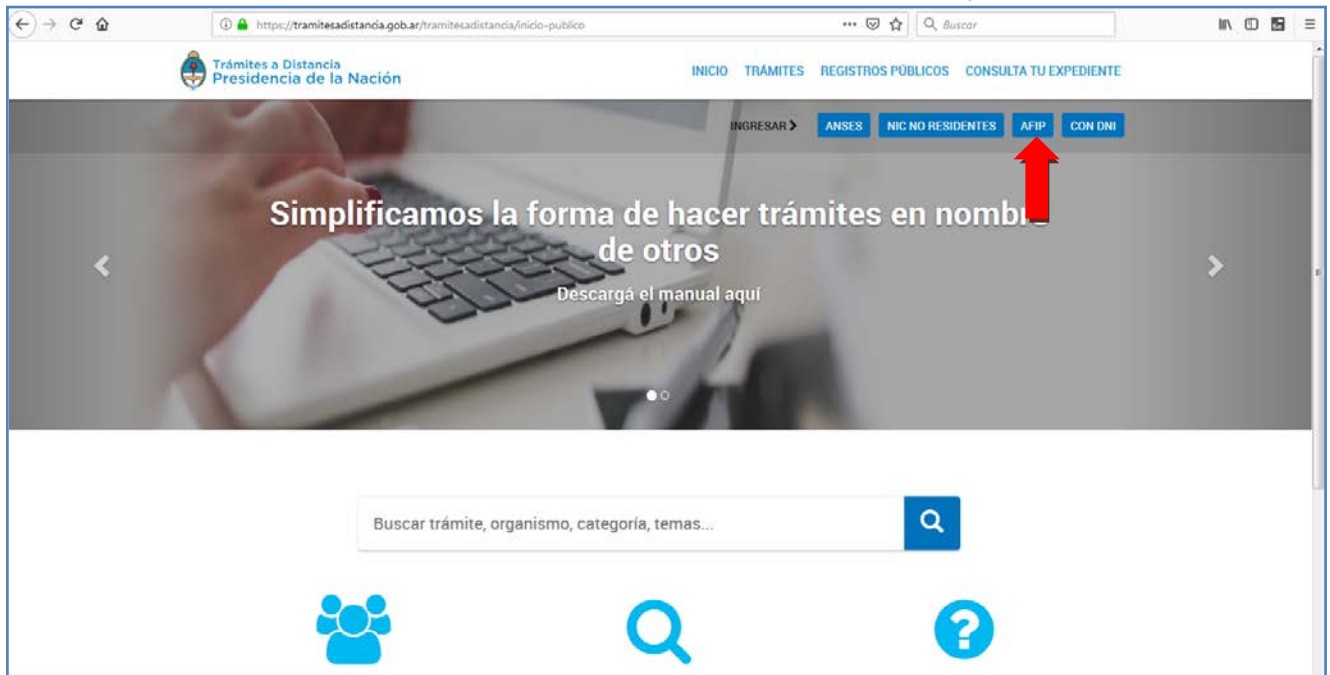 https://tramitesadistancia.gob.ar/tramitesadistancia/inicio-publico
Buscar
Trámites a Distancia
Presidencia de la Nación
INICIO TRÁMITES REGISTROS PÚBLICOS CONSULTA TU EXPEDIENTE
INGRESAR ANSES NIC NO RESIDENTES AFIP CON DNI
Simplificamos la forma de hacer trámites en
de otros
Descargá el manual aquí
Buscar trámite, organismo, categoría, temas...